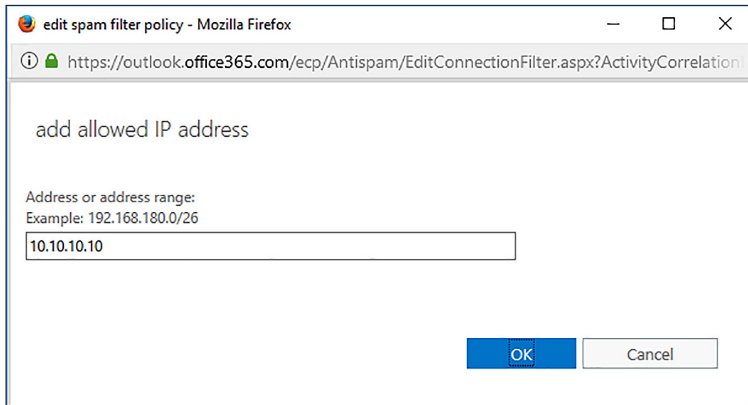 edit spam filter policy - Mozilla Firefox
https://outlook.office365.com/ecp/Antispam/EditConnectionFilter.aspx?ActivityCorrelation
add allowed IP address
Address or address range:
Example: 192.168.180.0/26
10.10.10.10
OK Cancel